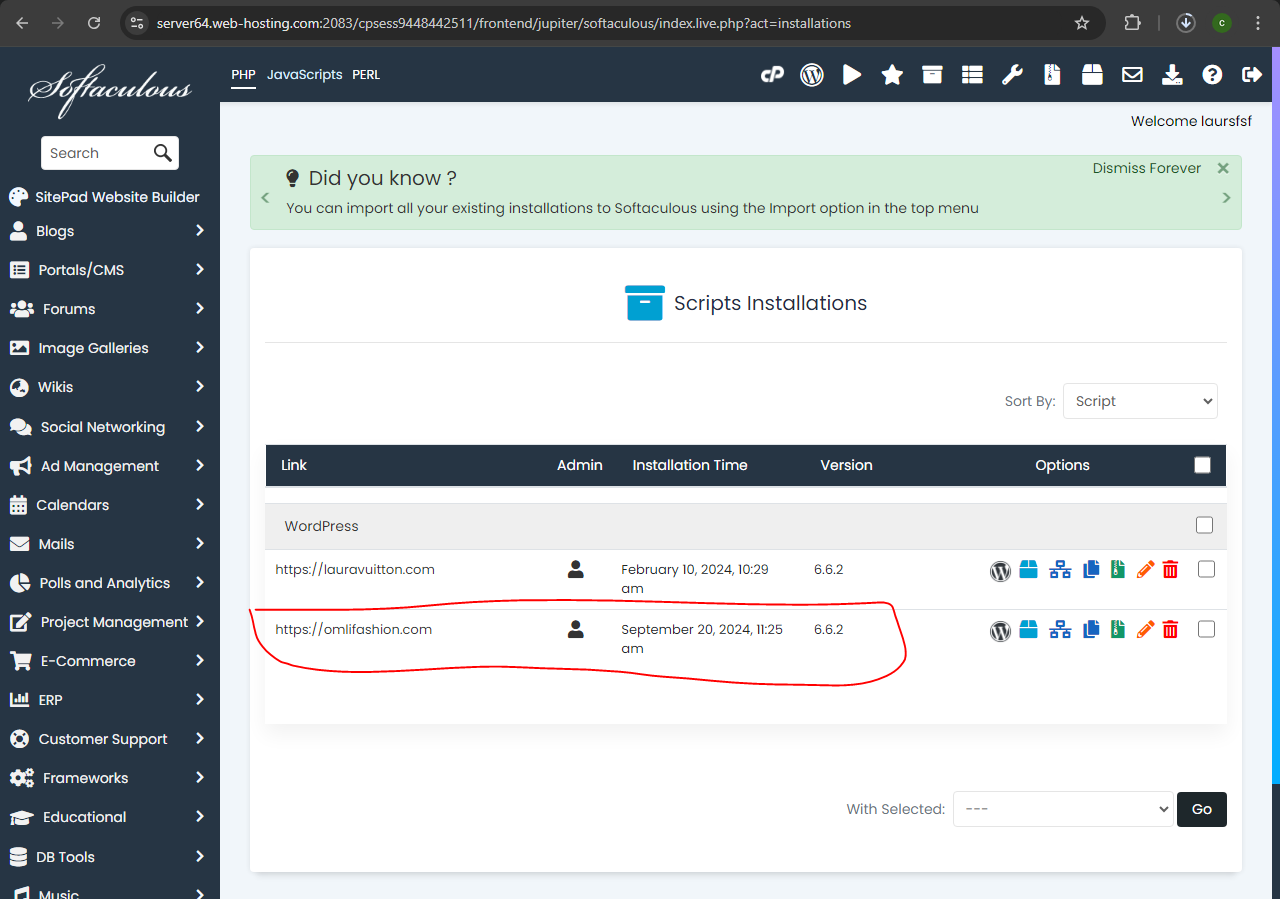 server64.web-hosting.com:2083/cpsess9448442511/frontend/jupiter/softaculous/index.live.php?act=installations
c
Softaculous
PHP JavaScripts PERL
cP
Welcome laursfsf
Search
SitePad Website Builder
Blogs
Portals/CMS
Forums
Image Galleries
Wikis
Social Networking
Ad Management
Calendars
Mails
Polls and Analytics
Project Management
E-Commerce
ERP
Customer Support
Frameworks
Educational
DB Tools
Music
Did you know ?
Dismiss Forever
You can import all your existing installations to Softaculous using the Import option in the top menu
Scripts Installations
Sort By: Script
Link Admin Installation Time Version Options
WordPress
https://lauravuitton.com February 10, 2024, 10:29 6.6.2
am
https://omlifashion.com September 20, 2024, 11:25 6.6.2
am
With Selected: --- Go